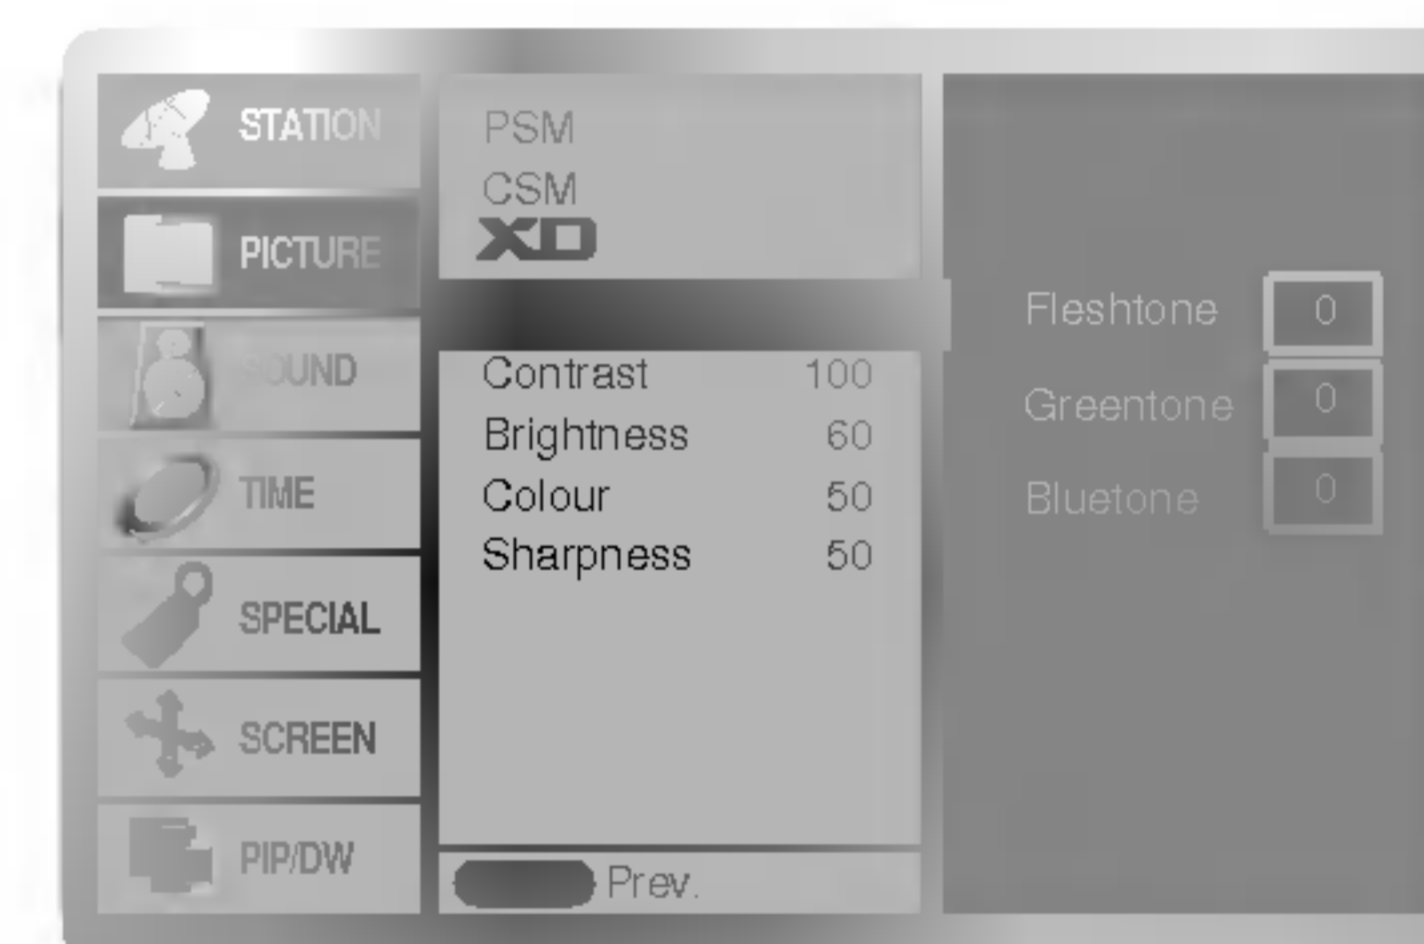 STATION
PICTURE
SOUND
TIME
SPECIAL
SCREEN
PIP/DW
PSM
CSM
XD
Contrast 100
Brightness 60
Colour 50
Sharpness 50
Prev.
Fleshtone 0
Greentone 0
Bluetone 0